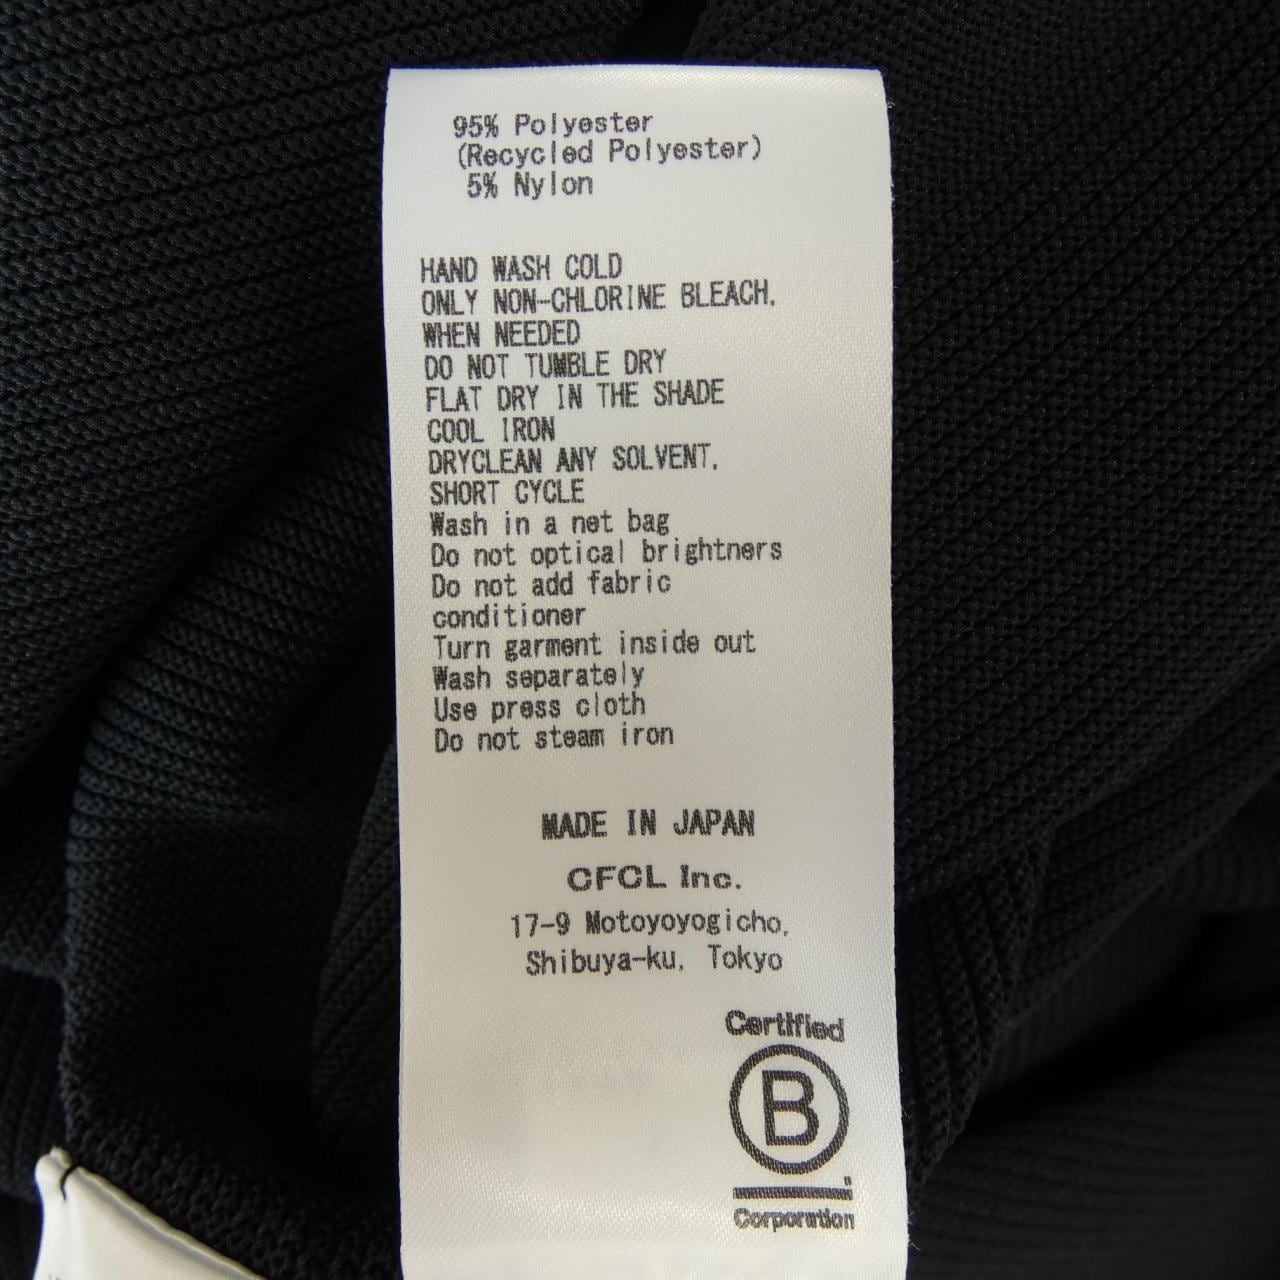 95% Polyester
(Recycled Polyester)
5% Nylon
HAND WASH COLD
ONLY NON-CHLORINE BLEACH,
WHEN NEEDED
DO NOT TUMBLE DRY
FLAT DRY IN THE SHADE
COOL IRON
DRYCLEAN ANY SOLVENT,
SHORT CYCLE
Wash in a net bag
Do not optical brightners
Do not add fabric
conditioner
Turn garment inside out
Wash separately
Use press cloth
Do not steam iron
MADE IN JAPAN
CFCL Inc.
17-9 Motoyoyogicho,
Shibuya-ku, Tokyo
Certified
B
Corporation